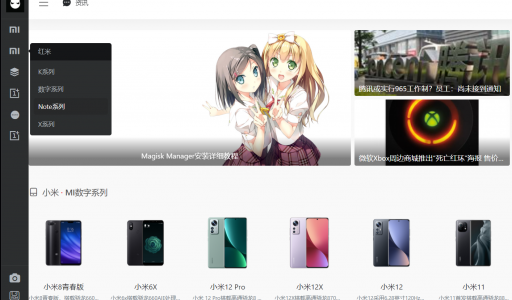 资讯
红米
K系列
数字系列
Note系列
X系列
Magisk Manager安装详细教程
腾讯或实行965工作制？员工：尚未接到通知
微软Xbox周边商城推出“死亡红环”海报 售价...
小米 · MI数字系列
小米8青春版
小米6X
小米12 Pro
小米12X
小米12
小米11